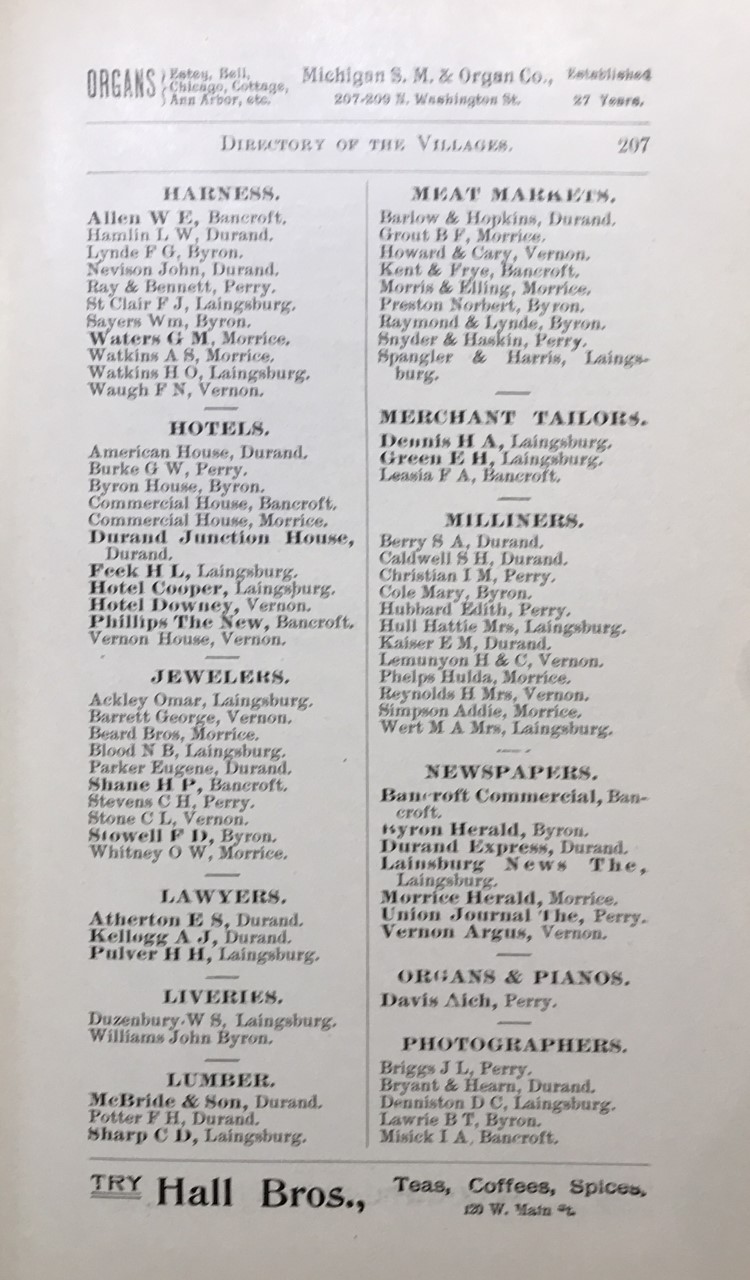 ORGANS { Estey, Bell,
Chicago, Cottage,
Ann Arbor, etc.
Michigan S. M. & Organ Co.,
207-209 N. Washington St.
Established
27 Years.
DIRECTORY OF THE VILLAGES. 207
HARNESS.
Allen W E, Bancroft.
Hamlin L W, Durand.
Lynde F G, Byron.
Nevison John, Durand.
Ray & Bennett, Perry.
St Clair F J, Laingsburg.
Sayers Wm, Byron.
Waters G M, Morrice.
Watkins A S, Morrice.
Watkins H O, Laingsburg.
Waugh F N, Vernon.
HOTELS.
American House, Durand.
Burke G W, Perry.
Byron House, Byron.
Commercial House, Bancroft.
Commercial House, Morrice.
Durand Junction House,
Durand.
Feek H L, Laingsburg.
Hotel Cooper, Laingsburg.
Hotel Downey, Vernon.
Phillips The New, Bancroft.
Vernon House, Vernon.
JEWELERS.
Ackley Omar, Laingsburg.
Barrett George, Vernon.
Beard Bros, Morrice.
Blood N B, Laingsburg.
Parker Eugene, Durand.
Shane H P, Bancroft.
Stevens C H, Perry.
Stone C L, Vernon.
Stowell F D, Byron.
Whitney O W, Morrice.
LAWYERS.
Atherton E S, Durand.
Kellogg A J, Durand.
Pulver H H, Laingsburg.
LIVERIES.
Duzenbury W S, Laingsburg.
Williams John Byron.
LUMBER.
McBride & Son, Durand.
Potter F H, Durand.
Sharp C D, Laingsburg.
MEAT MARKETS.
Barlow & Hopkins, Durand.
Grout B F, Morrice.
Howard & Cary, Vernon.
Kent & Frye, Bancroft.
Morris & Elling, Morrice.
Preston Norbert, Byron.
Raymond & Lynde, Byron.
Snyder & Haskin, Perry.
Spangler & Harris, Laings-
burg.
MERCHANT TAILORS.
Dennis H A, Laingsburg.
Green E H, Laingsburg.
Leasia F A, Bancroft.
MILLINERS.
Berry S A, Durand.
Caldwell S H, Durand.
Christian I M, Perry.
Cole Mary, Byron.
Hubbard Edith, Perry.
Hull Hattie Mrs, Laingsburg.
Kaiser E M, Durand.
Lemunyon H & C, Vernon.
Phelps Hulda, Morrice.
Reynolds H Mrs, Vernon.
Simpson Addie, Morrice.
Wert M A Mrs, Laingsburg.
NEWSPAPERS.
Bancroft Commercial, Ban-
croft.
Byron Herald, Byron.
Durand Express, Durand.
Lainsburg News The,
Laingsburg.
Morrice Herald, Morrice.
Union Journal The, Perry.
Vernon Argus, Vernon.
ORGANS & PIANOS.
Davis Aich, Perry.
PHOTOGRAPHERS.
Briggs J L, Perry.
Bryant & Hearn, Durand.
Denniston D C, Laingsburg.
Lawrie B T, Byron.
Misick I A, Bancroft.
TRY Hall Bros., Teas, Coffees, Spices,
120 W. Main St.